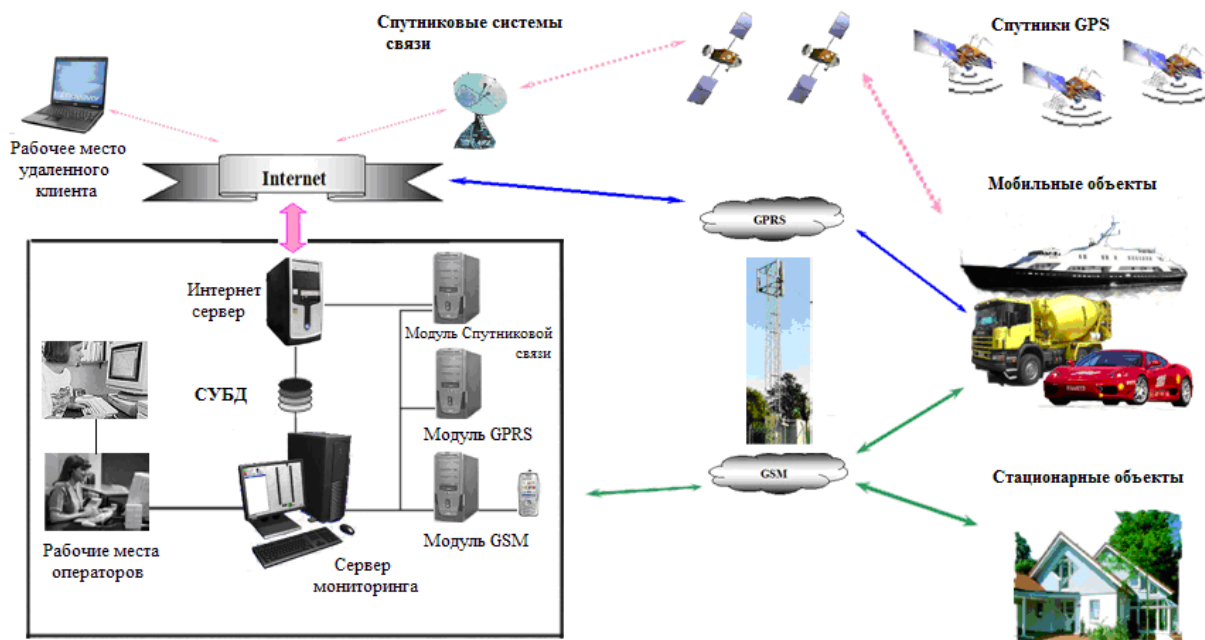 Спутниковые системы
связи
Спутники GPS
Рабочее место
удаленного
клиента
Internet
Мобильные объекты
GPRS
Интернет
сервер
Модуль Спутниковой
связи
СУБД
Модуль GPRS
GSM
Стационарные объекты
Модуль GSM
Рабочие места
операторов
Сервер
мониторинга